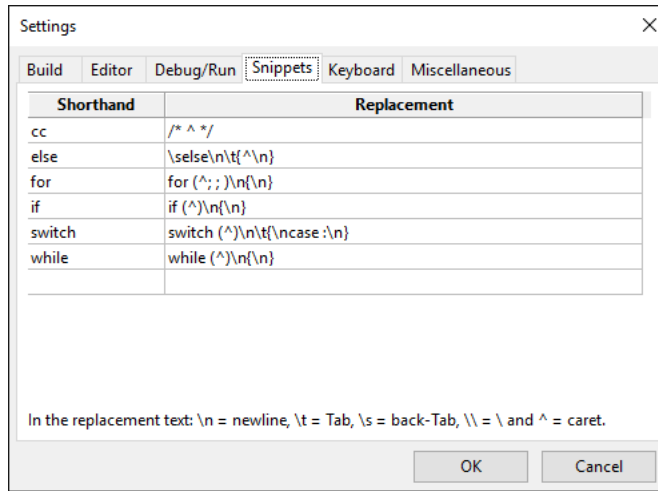 Settings
Build Editor Debug/Run Snippets Keyboard Miscellaneous
Shorthand Replacement
cc /* ^ */
else \selse\n\t{^\n}
for for (^; ; )\n{\n}
if if (^)\n{\n}
switch switch (^)\n\t{\ncase :\n}
while while (^)\n{\n}
In the replacement text: \n = newline, \t = Tab, \s = back-Tab, \\ = \ and ^ = caret.
OK Cancel